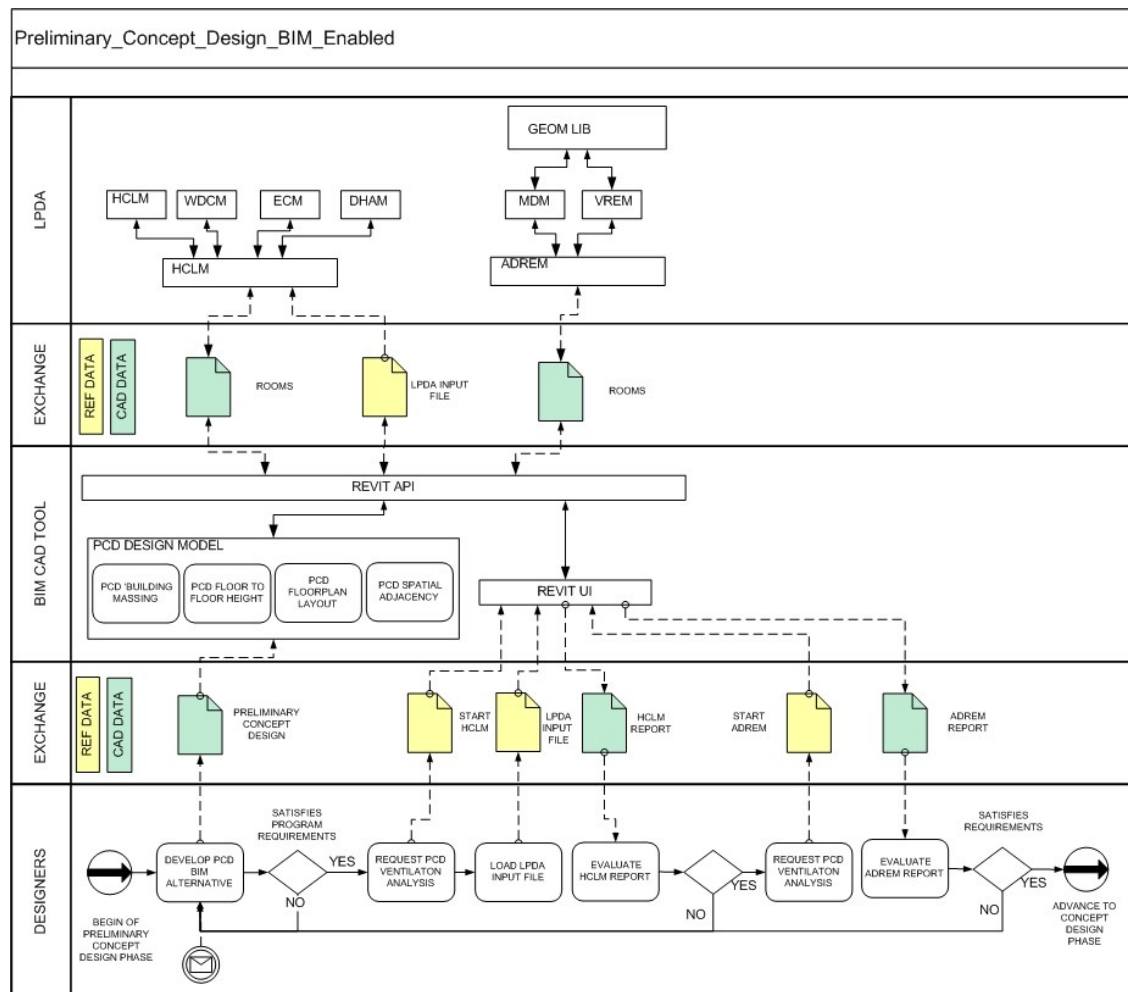 Preliminary_Concept_Design_BIM_Enabled
LPDA
GEOM LIB
HCLM
WDCM
ECM
DHAM
MDM
VREM
HCLM
ADREM
EXCHANGE
REF DATA
CAD DATA
ROOMS
LPDA INPUT
FILE
ROOMS
BIM CAD TOOL
REVIT API
PCD DESIGN MODEL
PCD 'BUILDING
MASSING
PCD FLOOR TO
FLOOR HEIGHT
PCD
FLOORPLAN
LAYOUT
PCD SPATIAL
ADJACENCY
REVIT UI
EXCHANGE
REF DATA
CAD DATA
PRELIMINARY
CONCEPT
DESIGN
START
HCLM
LPDA
INPUT
FILE
HCLM
REPORT
START
ADREM
ADREM
REPORT
DESIGNERS
BEGIN OF
PRELIMINARY
CONCEPT
DESIGN PHASE
DEVELOP PCD
BIM
ALTERNATIVE
SATISFIES
PROGRAM
REQUIREMENTS
YES
NO
REQUEST PCD
VENTILATON
ANALYSIS
LOAD LPDA
INPUT FILE
EVALUATE
HCLM REPORT
YES
NO
REQUEST PCD
VENTILATON
ANALYSIS
EVALUATE
ADREM REPORT
SATISFIES
REQUIREMENTS
YES
NO
ADVANCE TO
CONCEPT
DESIGN
PHASE